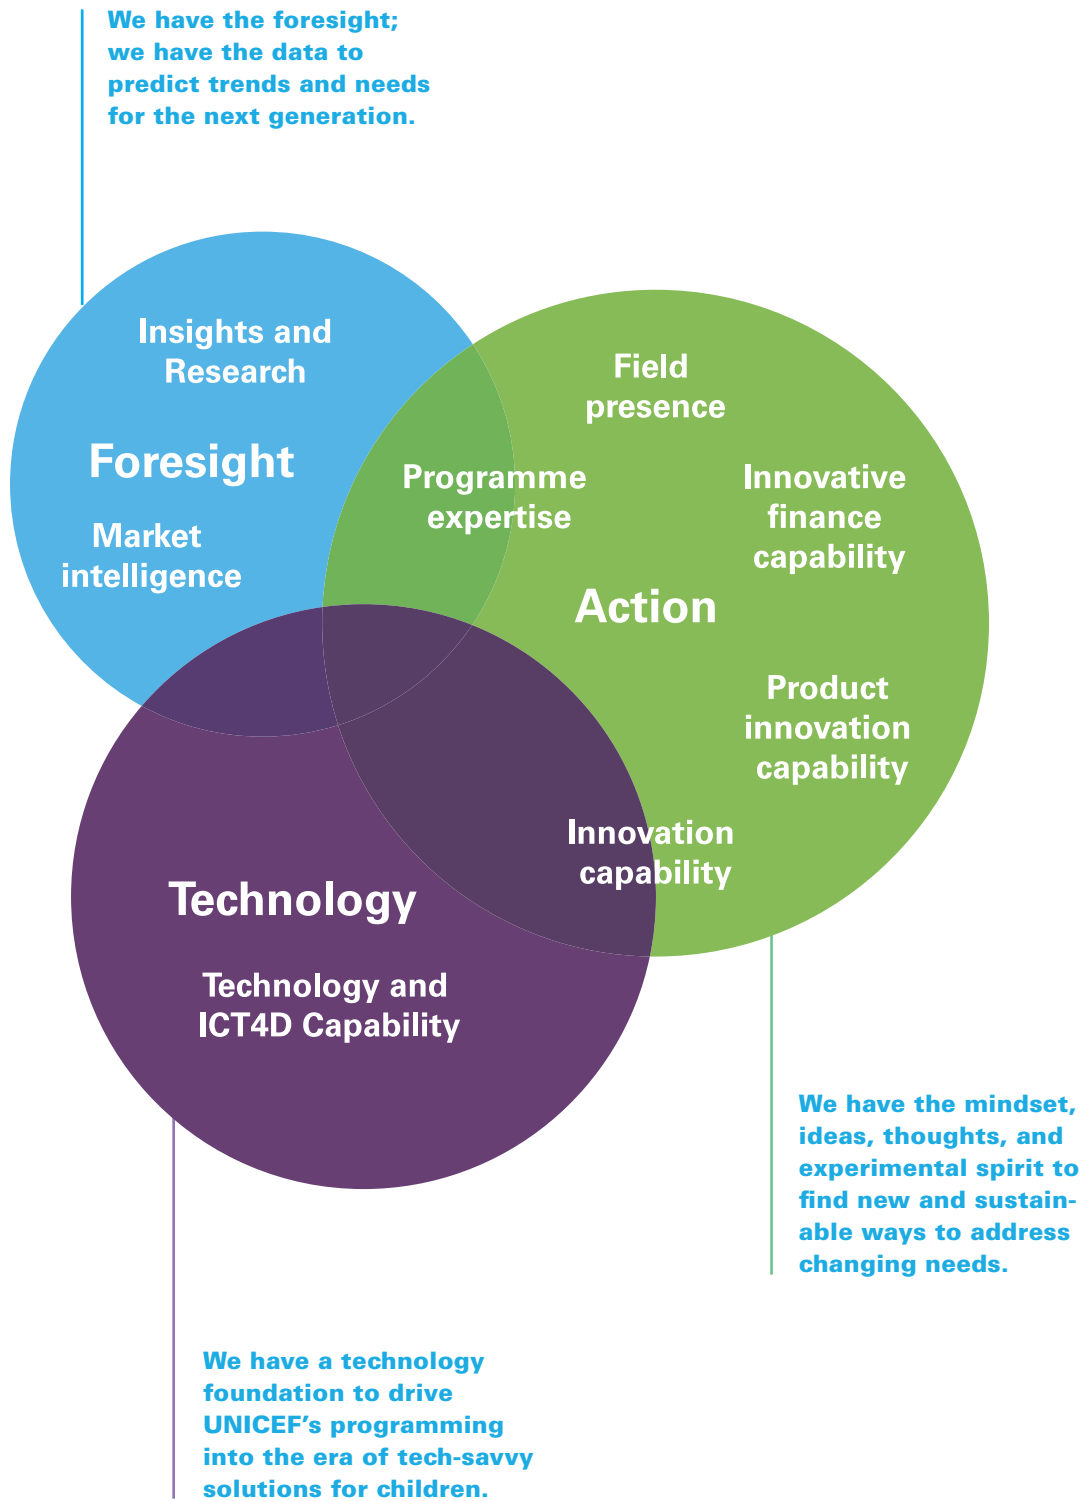 We have the foresight;
we have the data to
predict trends and needs
for the next generation.
Insights and
Research
Foresight
Market
intelligence
Programme
expertise
Field
presence
Innovative
finance
capability
Action
Product
innovation
capability
Innovation
capability
Technology
Technology and
ICT4D Capability
We have the mindset,
ideas, thoughts, and
experimental spirit to
find new and sustain-
able ways to address
changing needs.
We have a technology
foundation to drive
UNICEF’s programming
into the era of tech-savvy
solutions for children.